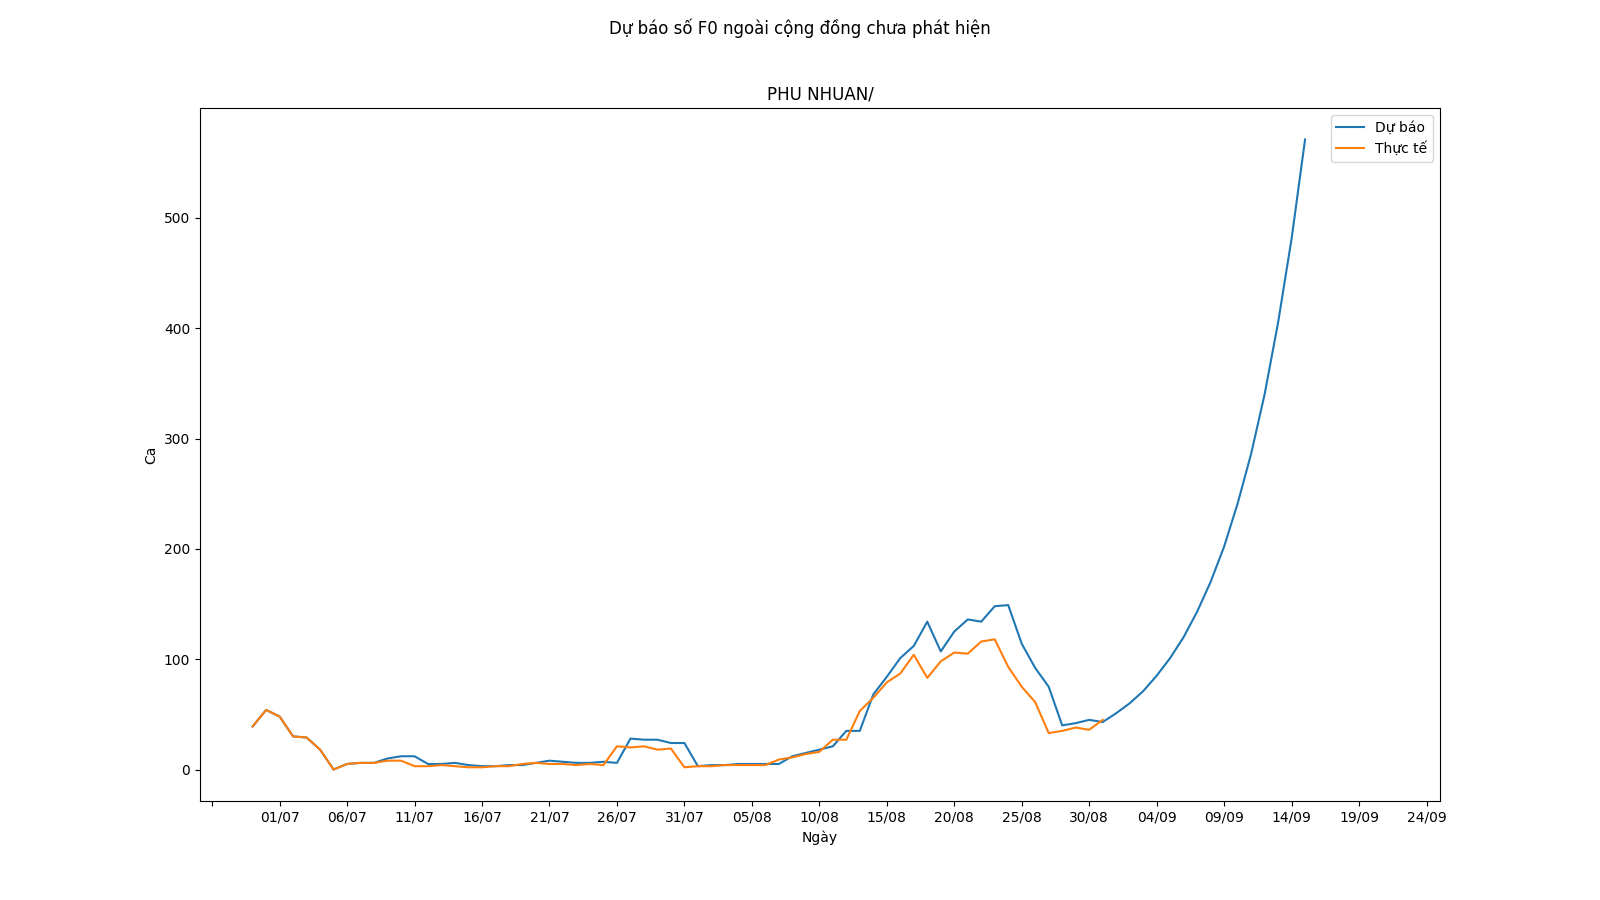 Dự báo số F0 ngoài cộng đồng chưa phát hiện
PHU NHUAN/
Dự báo
Thực tế
500
400
300
200
100
0
Ca
01/07 06/07 11/07 16/07 21/07 26/07 31/07 05/08 10/08 15/08 20/08 25/08 30/08 04/09 09/09 14/09 19/09 24/09
Ngày